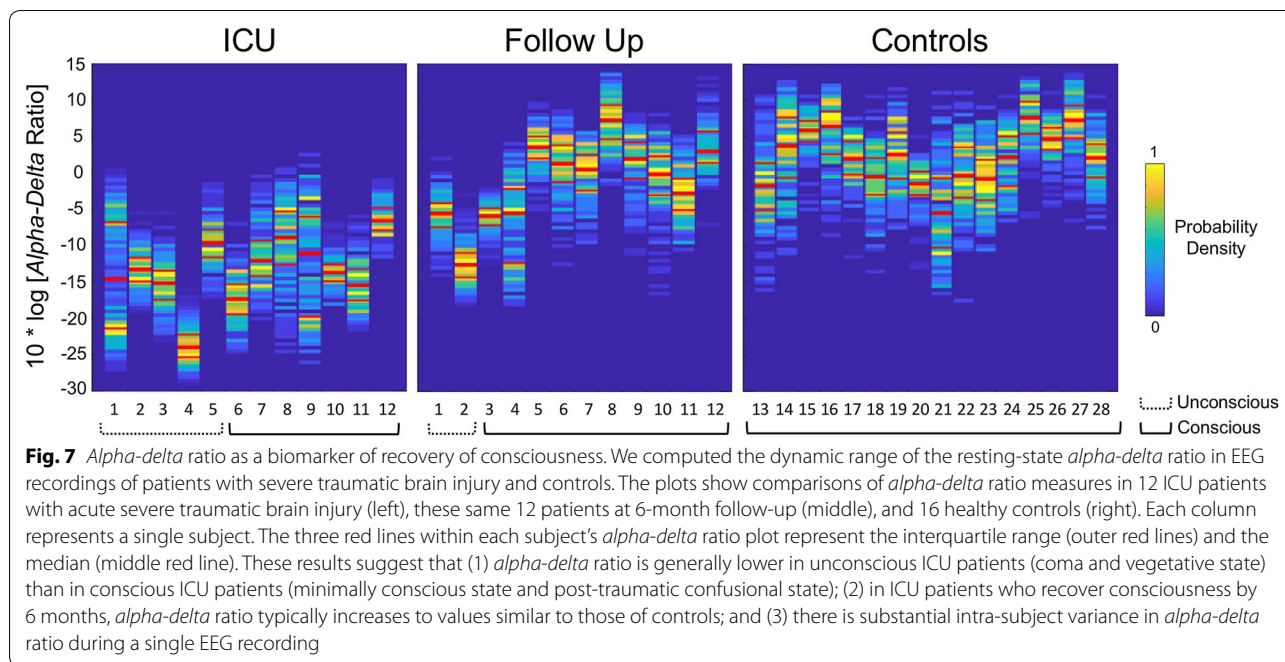 ICU Follow Up Controls
10 * log [Alpha-Delta Ratio]
15
10
5
0
-5
-10
-15
-20
-25
-30
1 2 3 4 5 6 7 8 9 10 11 12
1 2 3 4 5 6 7 8 9 10 11 12
13 14 15 16 17 18 19 20 21 22 23 24 25 26 27 28
1
Probability
Density
0
Unconscious
Conscious
Fig. 7 Alpha-delta ratio as a biomarker of recovery of consciousness. We computed the dynamic range of the resting-state alpha-delta ratio in EEG
recordings of patients with severe traumatic brain injury and controls. The plots show comparisons of alpha-delta ratio measures in 12 ICU patients
with acute severe traumatic brain injury (left), these same 12 patients at 6-month follow-up (middle), and 16 healthy controls (right). Each column
represents a single subject. The three red lines within each subject's alpha-delta ratio plot represent the interquartile range (outer red lines) and the
median (middle red line). These results suggest that (1) alpha-delta ratio is generally lower in unconscious ICU patients (coma and vegetative state)
than in conscious ICU patients (minimally conscious state and post-traumatic confusional state); (2) in ICU patients who recover consciousness by
6 months, alpha-delta ratio typically increases to values similar to those of controls; and (3) there is substantial intra-subject variance in alpha-delta
ratio during a single EEG recording